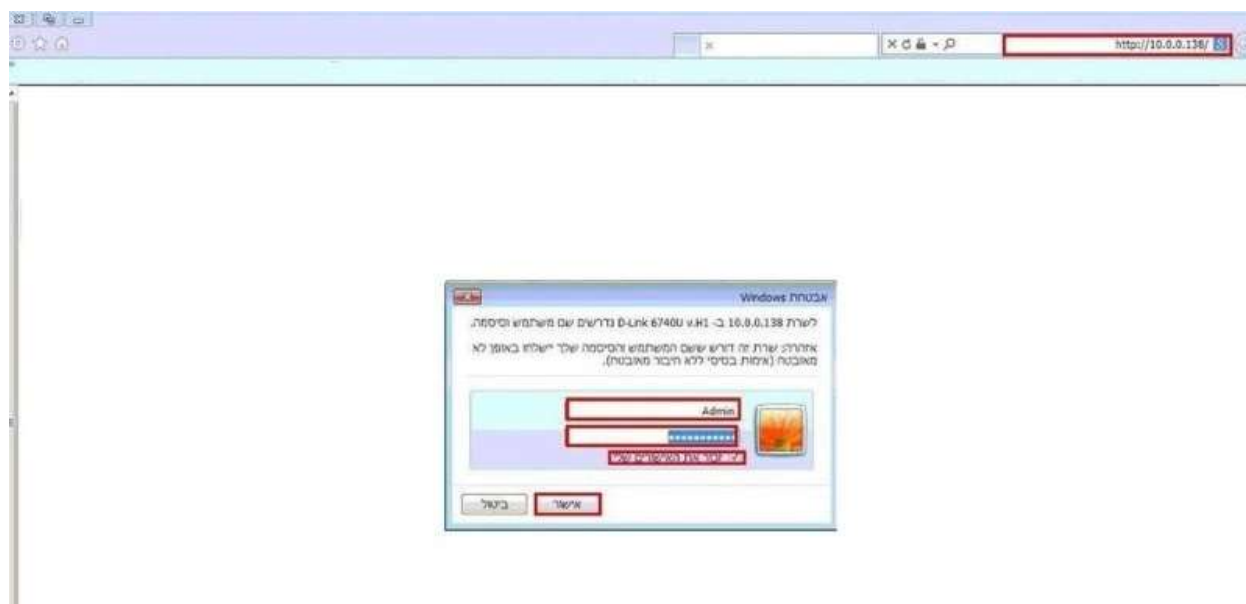 http://10.0.0.138/
אבטחת Windows
לשרת 10.0.0.138 ב- D-Link 6740U v.H1 נדרשים שם משתמש וסיסמה.
אזהרה: שרת זה דורש ששם המשתמש והסיסמה שלך יישלחו באופן לא
מאובטח (אימות בסיסי ללא חיבור מאובטח).
Admin
זכור את האישורים שלי
אישור
ביטול